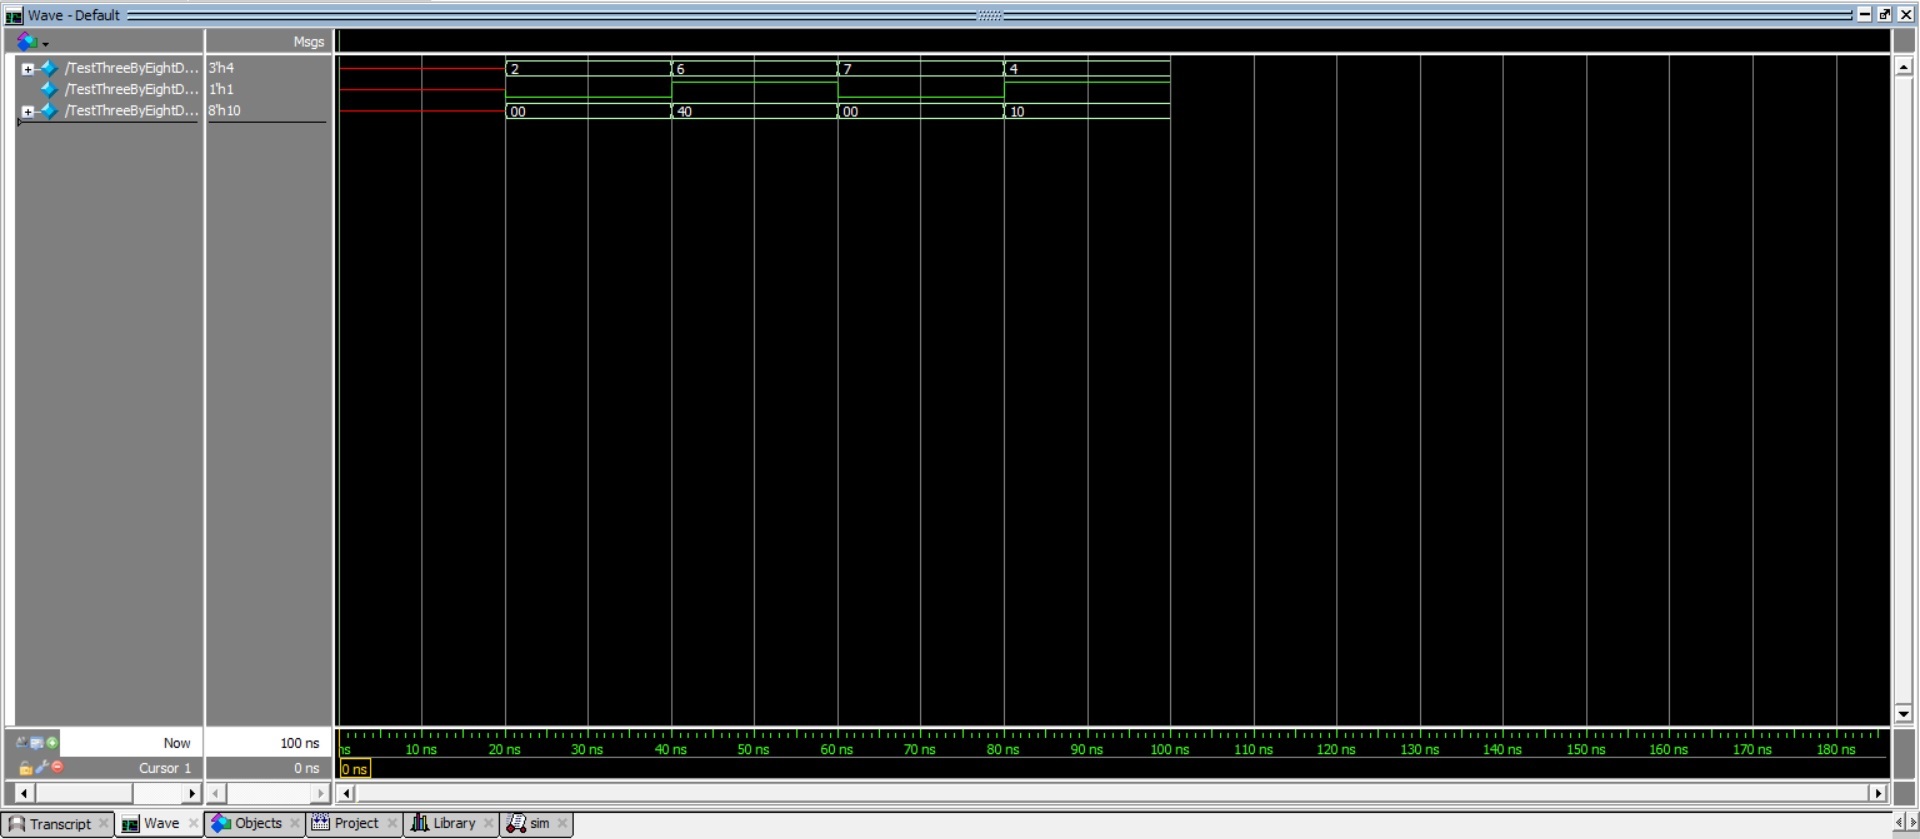 Wave - Default
Msgs
/TestThreeByEightD... 3'h4 2 6 7 4
/TestThreeByEightD... 1'h1
/TestThreeByEightD... 8'h10 00 40 00 10
Now 100 ns ns 10 ns 20 ns 30 ns 40 ns 50 ns 60 ns 70 ns 80 ns 90 ns 100 ns 110 ns 120 ns 130 ns 140 ns 150 ns 160 ns 170 ns 180 ns
Cursor 1 0 ns 0 ns
Transcript Wave Objects Project Library sim